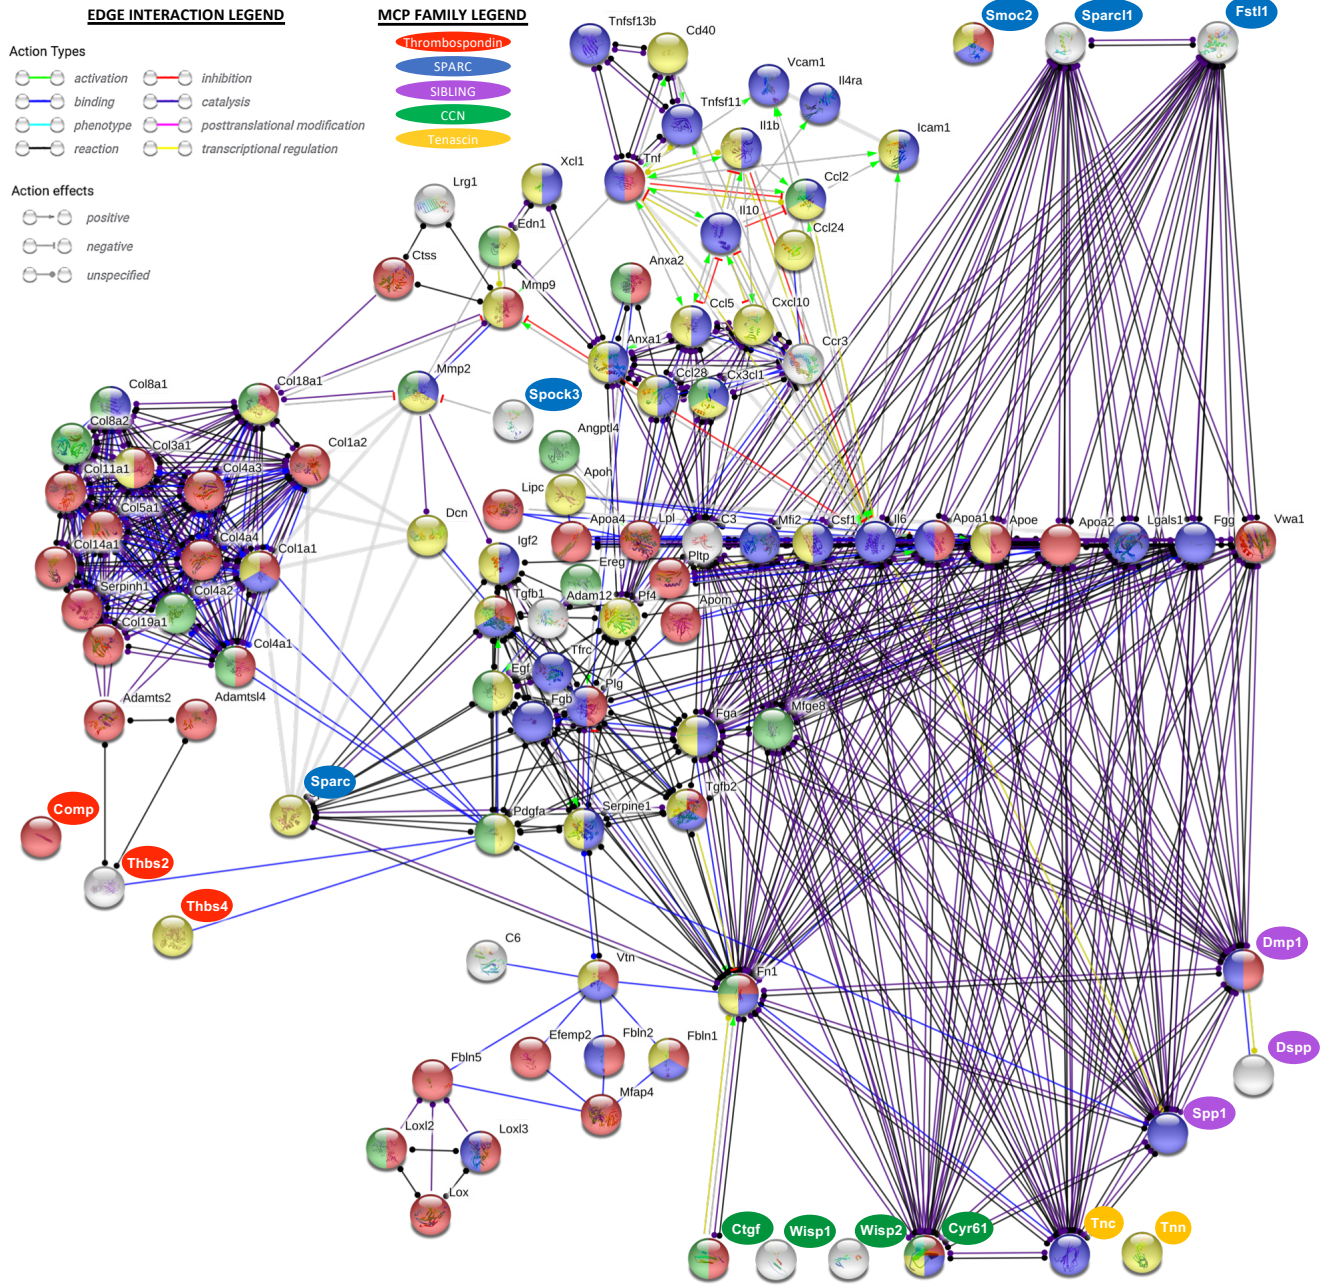 EDGE INTERACTION LEGEND
MCP FAMILY LEGEND
Action Types
activation
inhibition
binding
catalysis
phenotype
posttranslational modification
reaction
transcriptional regulation
Action effects
positive
negative
unspecified
Thrombospondin
SPARC
SIBLING
CCN
Tenascin
Smoc2
Sparcl1
Fstl1
Tnfsf13b
Cd40
Vcam1
Il4ra
Tnfsf11
Il1b
Icam1
Xcl1
Tnf
Ccl2
Lrg1
Il10
Edn1
Ccl24
Ctss
Anxa2
Mmp9
Ccl5
Cxcl10
Anxa1
Ccr3
Mmp2
Ccl28
Cx3cl1
Col18a1
Col8a1
Spock3
Col8a2
Angptl4
Col3a1
Col1a2
Col11a1
Col4a3
Apoh
Lipc
Col5a1
Dcn
Apoa4
Lpl
C3
Mfi2
Csf1
Il6
Apoa1
Apoe
Apoa2
Lgals1
Fgg
Vwa1
Col14a1
Col4a4
Col1a1
Igf2
Ereg
Pltp
Serpinh1
Col4a2
Tgfb1
Adam12
Pf4
Apom
Col19a1
Col4a1
Tfrc
Egf
Plg
Adamts2
Adamtsl4
Fgb
Fga
Mfge8
Sparc
Tgfb2
Comp
Pdgfa
Serpine1
Thbs2
Thbs4
C6
Vtn
Fn1
Dmp1
Efemp2
Fbln2
Fbln1
Fbln5
Dspp
Mfap4
Spp1
Loxl2
Loxl3
Lox
Ctgf
Wisp1
Wisp2
Cyr61
Tnc
Tnn